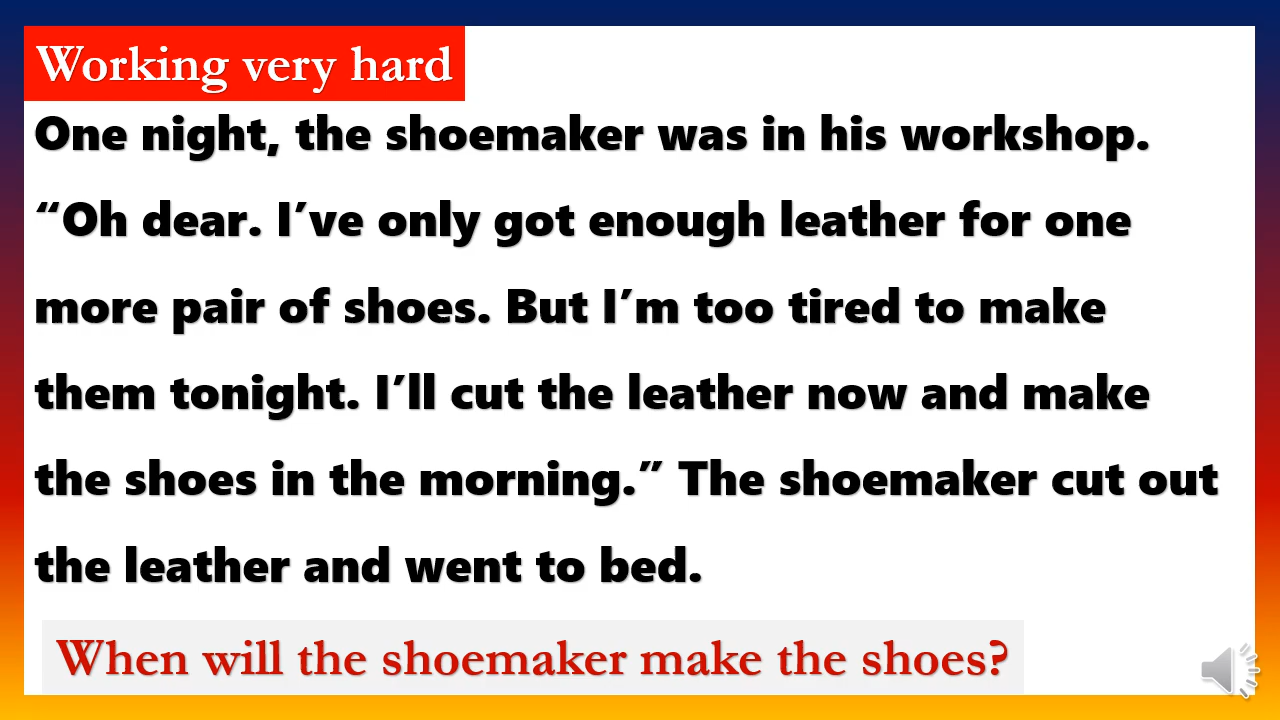 Working very hard
One night, the shoemaker was in his workshop.
“Oh dear. I’ve only got enough leather for one
more pair of shoes. But I’m too tired to make
them tonight. I’ll cut the leather now and make
the shoes in the morning.” The shoemaker cut out
the leather and went to bed.
When will the shoemaker make the shoes?